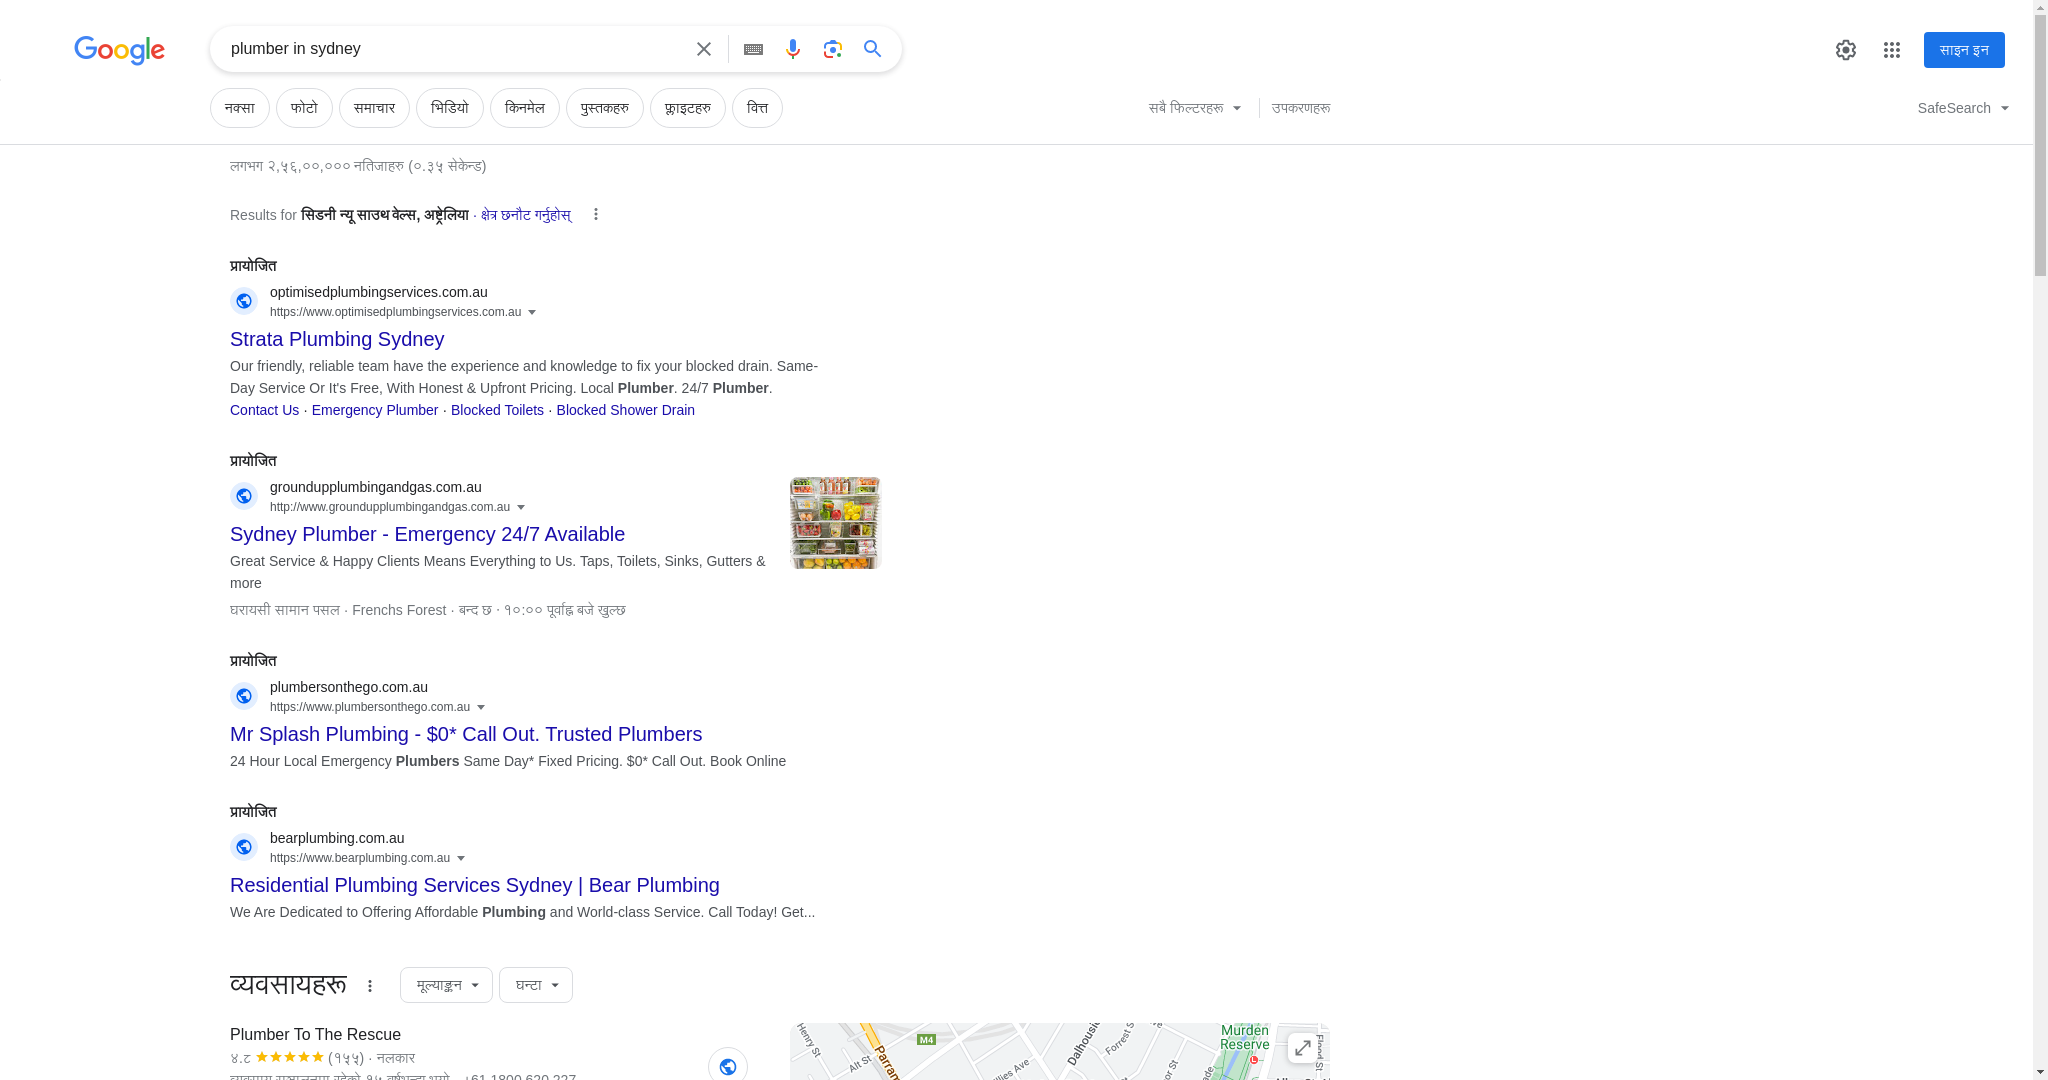 Google
plumber in sydney
साइन इन
नक्सा
फोटो
समाचार
भिडियो
किनमेल
पुस्तकहरु
फ्लाइटहरु
वित्त
सबै फिल्टरहरू
उपकरणहरू
SafeSearch
लगभग २,५६,००,००० नतिजाहरु (०.३५ सेकेन्ड)
Results for सिडनी न्यू साउथ वेल्स, अष्ट्रेलिया · क्षेत्र छनौट गर्नुहोस्
प्रायोजित
optimisedplumbingservices.com.au
https://www.optimisedplumbingservices.com.au
Strata Plumbing Sydney
Our friendly, reliable team have the experience and knowledge to fix your blocked drain. Same-
Day Service Or It's Free, With Honest & Upfront Pricing. Local Plumber. 24/7 Plumber.
Contact Us · Emergency Plumber · Blocked Toilets · Blocked Shower Drain
प्रायोजित
groundupplumbingandgas.com.au
http://www.groundupplumbingandgas.com.au
Sydney Plumber - Emergency 24/7 Available
Great Service & Happy Clients Means Everything to Us. Taps, Toilets, Sinks, Gutters &
more
घरायसी सामान पसल · Frenchs Forest · बन्द छ · १०:०० पूर्वाह्न बजे खुल्छ
प्रायोजित
plumbersonthego.com.au
https://www.plumbersonthego.com.au
Mr Splash Plumbing - $0* Call Out. Trusted Plumbers
24 Hour Local Emergency Plumbers Same Day* Fixed Pricing. $0* Call Out. Book Online
प्रायोजित
bearplumbing.com.au
https://www.bearplumbing.com.au
Residential Plumbing Services Sydney | Bear Plumbing
We Are Dedicated to Offering Affordable Plumbing and World-class Service. Call Today! Get...
व्यवसायहरू
मूल्याङ्कन
घन्टा
Plumber To The Rescue
४.८ (१५५) · नलकार
+61 1800 620 227
Henry St
Alt St
Parram
M4
Dalhousie
Forrest S
Murden
Reserve
llies Ave
or St
ade
Flood St